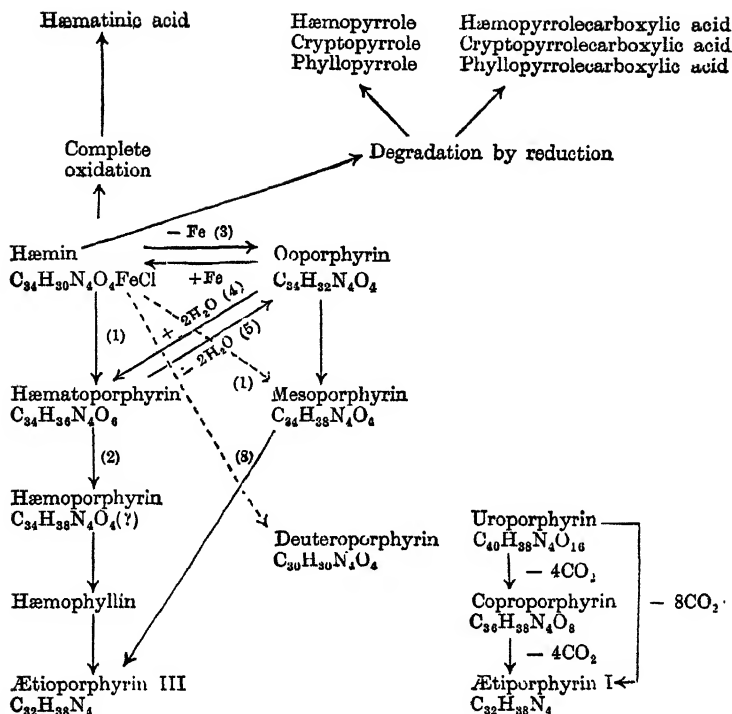 Hæmatinic acid
Hæmopyrrole
Cryptopyrrole
Phyllopyrrole
Hæmopyrrolecarboxylic acid
Cryptopyrrolecarboxylic acid
Phyllopyrrolecarboxylic acid
Complete
oxidation
Degradation by reduction
Hæmin
C₃₄H₃₀N₄O₄FeCl
− Fe (3)
+Fe
Ooporphyrin
C₃₄H₃₂N₄O₄
+ 2H₂O (4)
− 2H₂O (5)
(1)
(1)
Hæmatoporphyrin
C₃₄H₃₆N₄O₆
Mesoporphyrin
C₃₄H₃₈N₄O₄
(2)
(8)
Hæmoporphyrin
C₃₄H₃₈N₄O₄(?)
Deuteroporphyrin
C₃₀H₃₀N₄O₄
Uroporphyrin
C₄₀H₃₈N₄O₁₆
− 4CO₂
Hæmophyllin
Coproporphyrin
C₃₆H₃₈N₄O₈
− 8CO₂
− 4CO₂
Ætioporphyrin III
C₃₂H₃₈N₄
Ætiporphyrin I
C₃₂H₃₈N₄